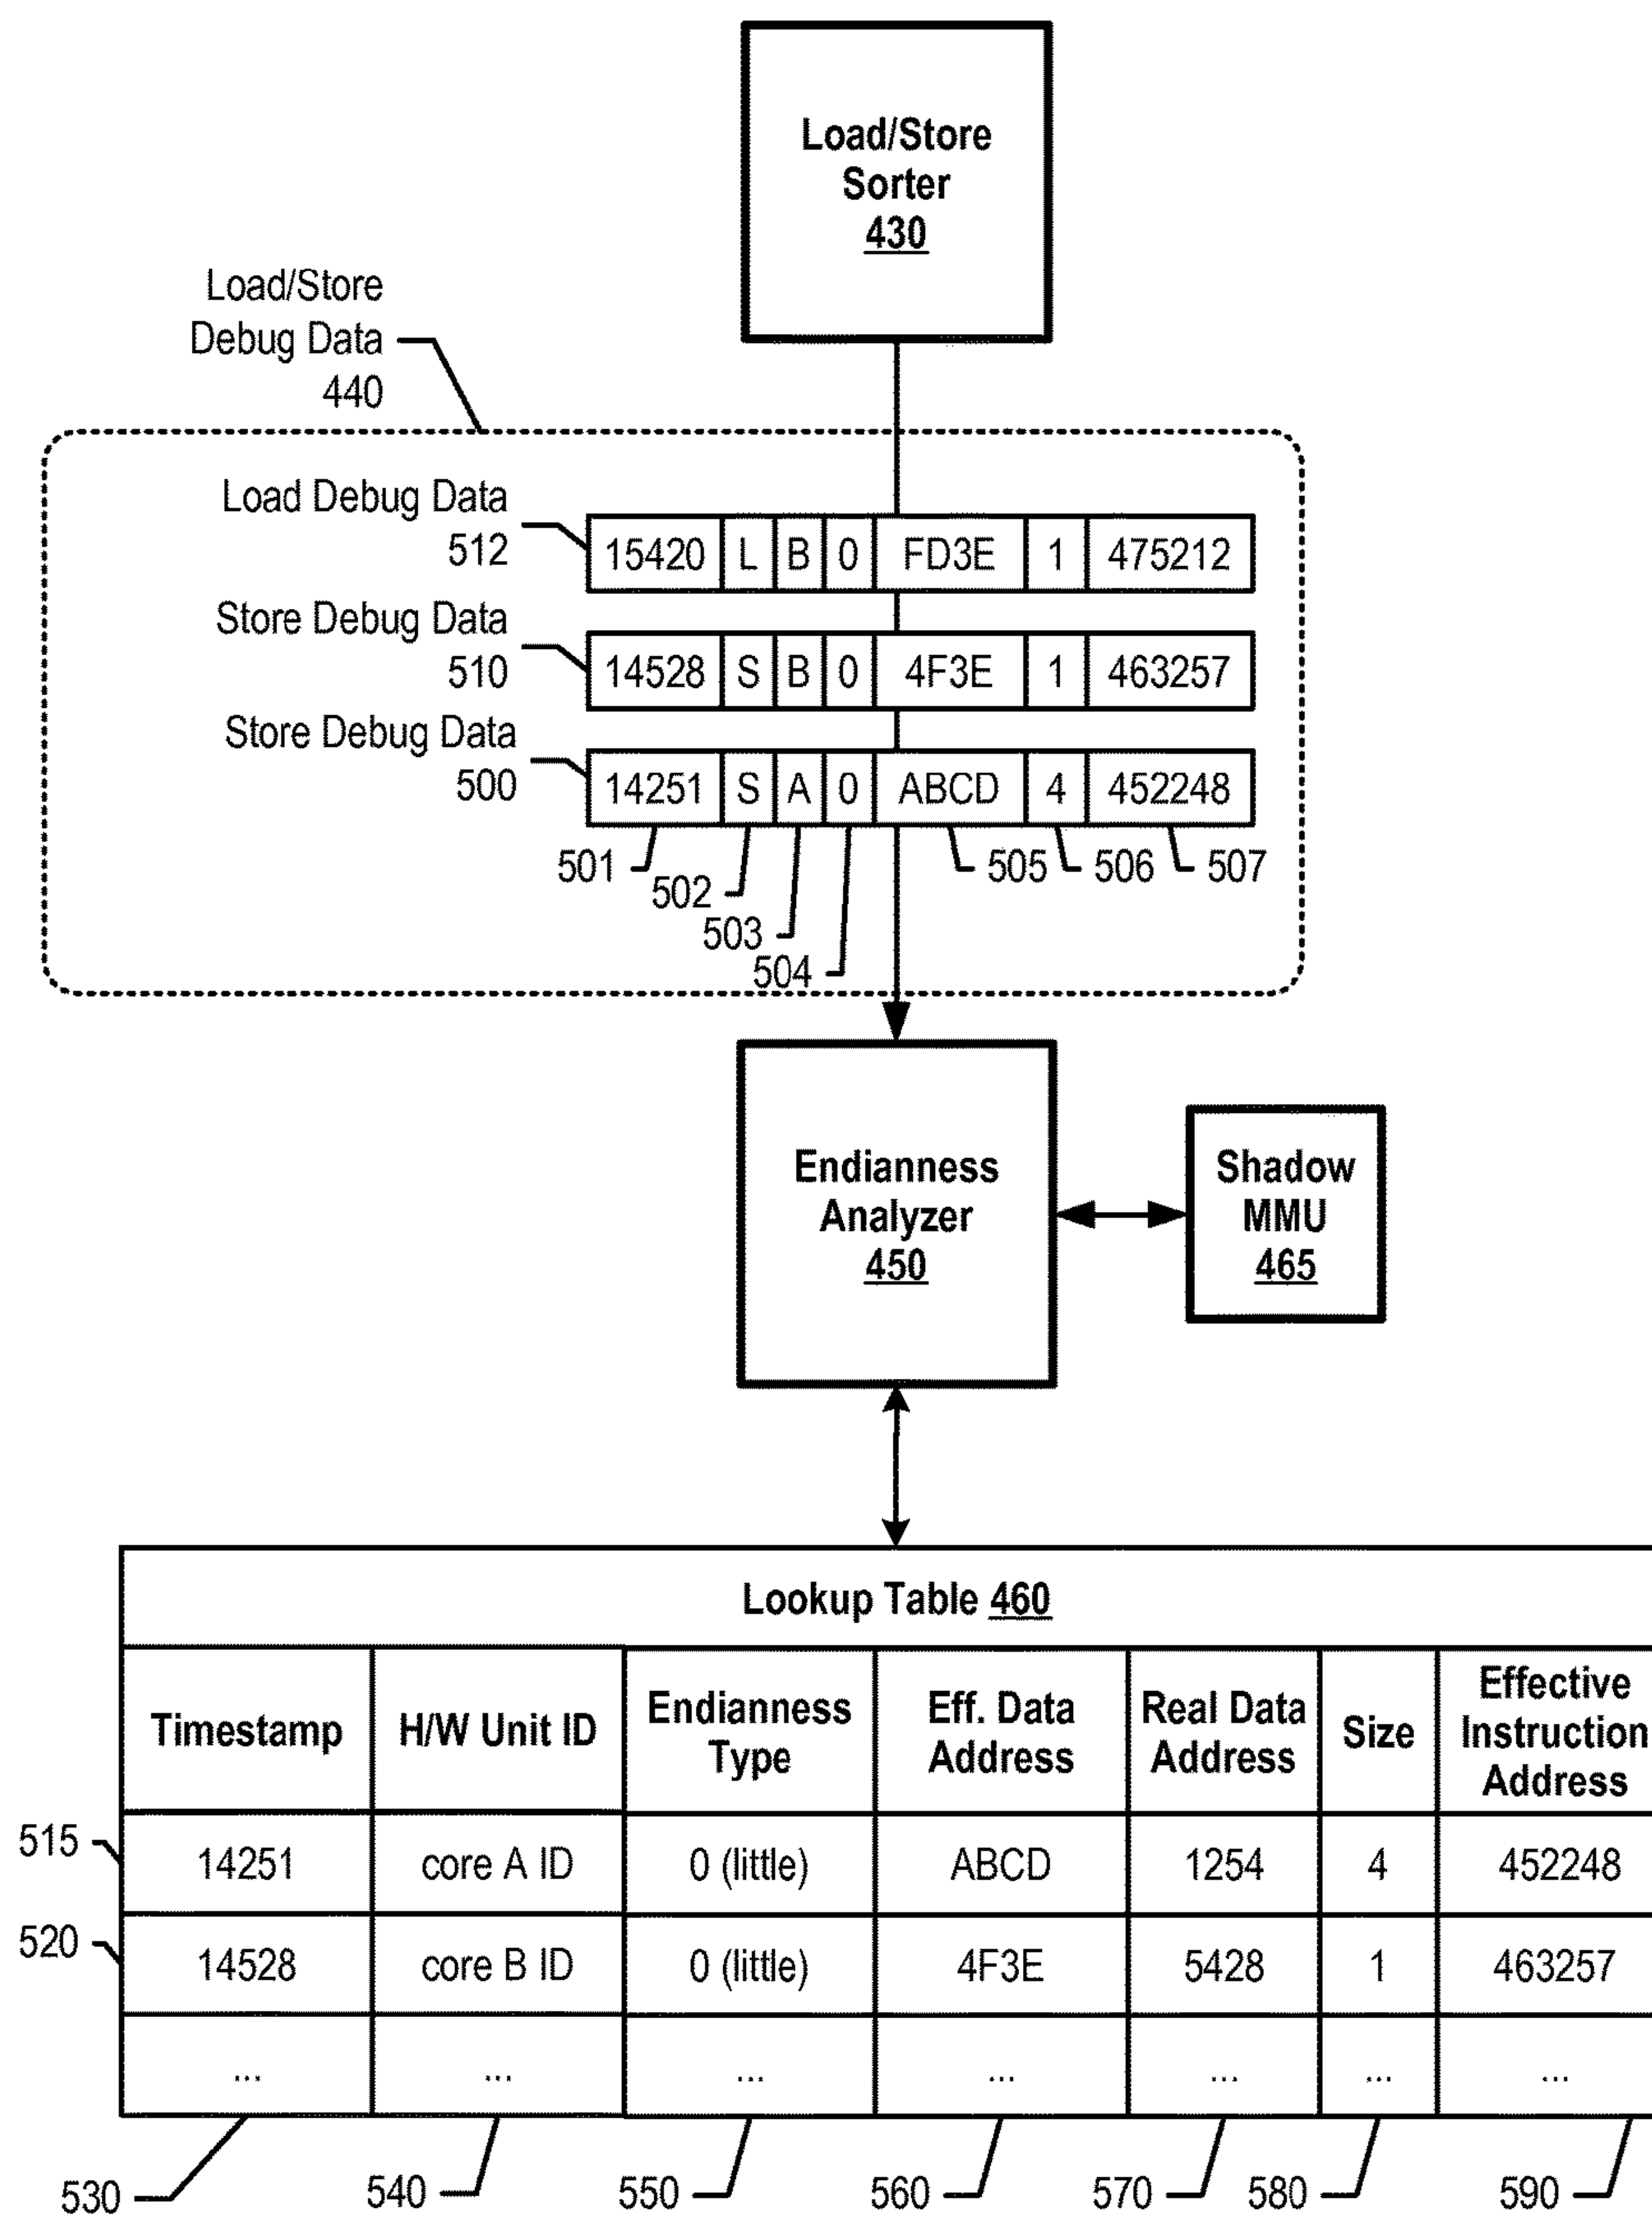 Load/Store
Sorter
430
Load/Store
Debug Data
440
Load Debug Data
512
15420 L B 0 FD3E 1 475212
Store Debug Data
510
14528 S B 0 4F3E 1 463257
Store Debug Data
500
14251 S A 0 ABCD 4 452248
501 502 503 504 505 506 507
Endianness
Analyzer
450
Shadow
MMU
465
Lookup Table 460
Timestamp H/W Unit ID Endianness Type Eff. Data Address Real Data Address Size Effective Instruction Address
515 14251 core A ID 0 (little) ABCD 1254 4 452248
520 14528 core B ID 0 (little) 4F3E 5428 1 463257
... ... ... ... ... ... ...
530 540 550 560 570 580 590